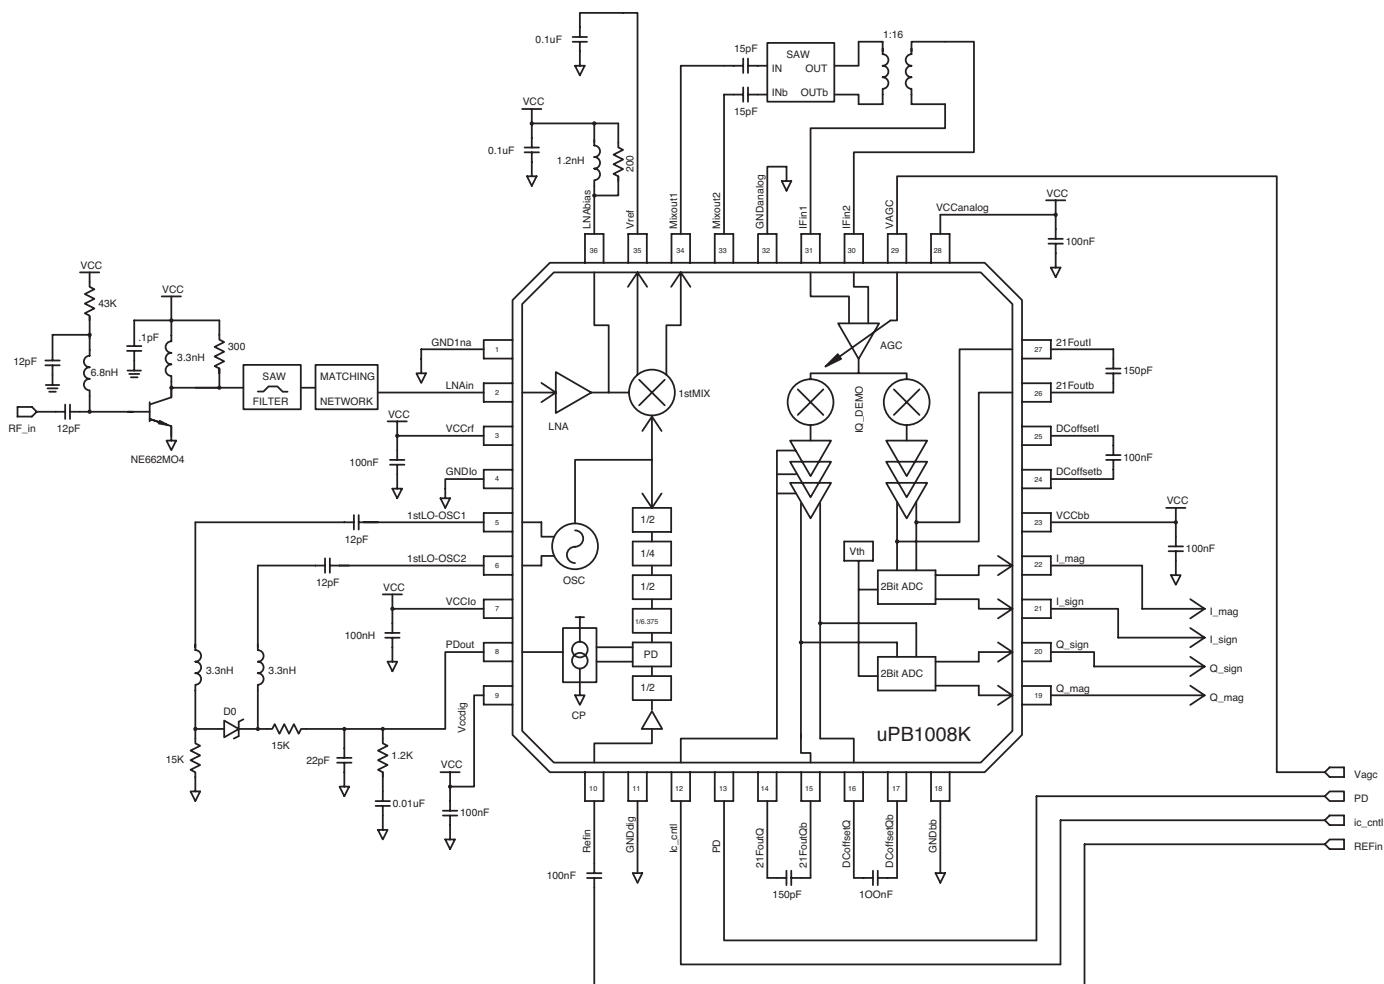 0.1uF
VCC
0.1uF
1.2nH
200
LNAbias
Vref
Mixout1
Mixout2
GNDanalog
IFin1
IFin2
VAGC
VCCanalog
15pF
15pF
SAW
IN OUT
INb OUTb
1:16
VCC
100nF
36
35
34
33
32
31
30
29
28
VCC
43K
12pF
6.8nH
RF_in
12pF
VCC
.1pF
3.3nH
300
NE662MO4
SAW
FILTER
MATCHING
NETWORK
GND1na
1
LNAin
2
VCC
VCCrf
3
100nF
GNDlo
4
1stLO-OSC1
5
12pF
1stLO-OSC2
6
12pF
VCC
VCClo
7
100nH
PDout
8
Vccdig
9
3.3nH
3.3nH
D0
15K
15K
22pF
1.2K
0.01uF
VCC
100nF
LNA
1stMIX
AGC
IQ_DEMO
OSC
1/2
1/4
1/2
1/6.375
PD
1/2
CP
Vth
2Bit ADC
2Bit ADC
uPB1008K
27
21FoutI
150pF
26
21Foutb
25
DCoffsetI
100nF
24
DCoffsetb
23
VCCbb
VCC
100nF
22
I_mag
21
I_sign
20
Q_sign
19
Q_mag
I_mag
I_sign
Q_sign
Q_mag
10
11
12
13
14
15
16
17
18
Refin
GNDdig
Ic_cntl
PD
21FoutQ
21FoutQb
DCoffsetQ
DCoffsetQb
GNDbb
100nF
150pF
1OOnF
Vagc
PD
ic_cntl
REFin